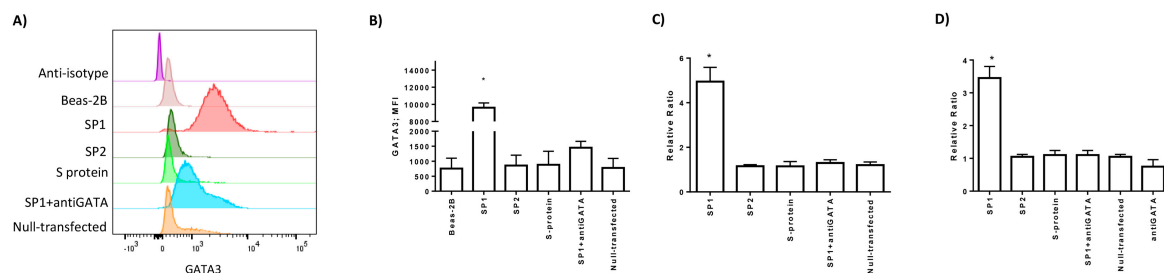 A)
Anti-isotype
Beas-2B
SP1
SP2
S protein
SP1+antiGATA
Null-transfected
-10³ 0 10³ 10⁴ 10⁵
GATA3
B)
GATA3; MFI
14000
12000
10000
8000
2000
1500
1000
500
0
*
Beas-2B
SP1
SP2
S-protein
SP1+antiGATA
Null-transfected
C)
Relative Ratio
6
4
2
0
*
SP1
SP2
S-protein
SP1+antiGATA
Null-transfected
D)
Relative Ratio
4
3
2
1
0
*
SP1
SP2
S-protein
SP1+antiGATA
Null-transfected
antiGATA